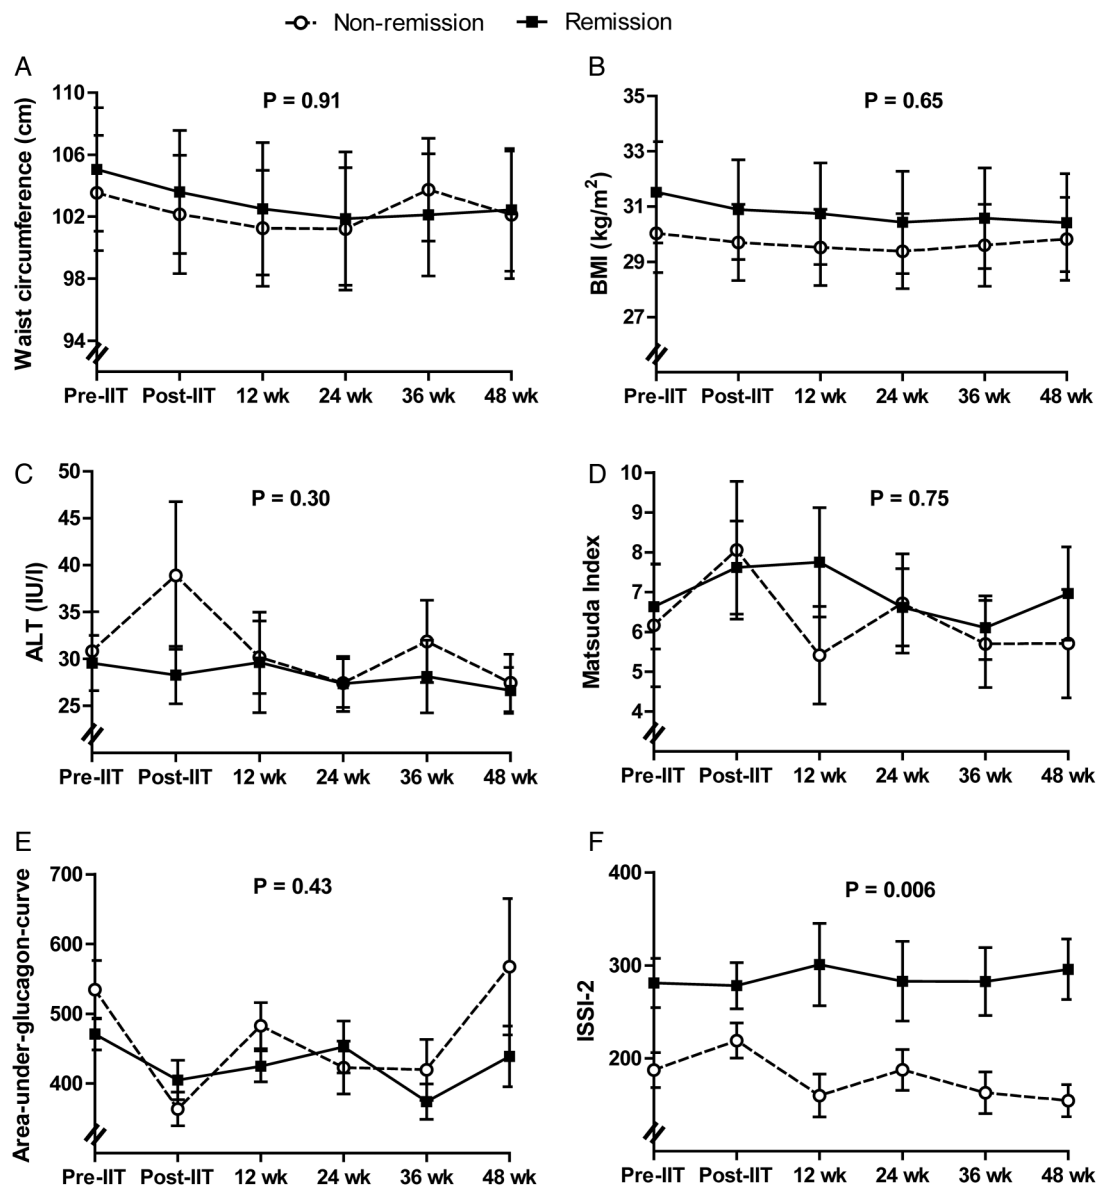 Non-remission Remission
A
Waist circumference (cm)
P = 0.91
110
106
102
98
94
Pre-IIT Post-IIT 12 wk 24 wk 36 wk 48 wk
B
BMI (kg/m²)
P = 0.65
35
33
31
29
27
Pre-IIT Post-IIT 12 wk 24 wk 36 wk 48 wk
C
ALT (IU/l)
P = 0.30
50
45
40
35
30
25
Pre-IIT Post-IIT 12 wk 24 wk 36 wk 48 wk
D
Matsuda Index
P = 0.75
10
9
8
7
6
5
4
Pre-IIT Post-IIT 12 wk 24 wk 36 wk 48 wk
E
Area-under-glucagon-curve
P = 0.43
700
600
500
400
Pre-IIT Post-IIT 12 wk 24 wk 36 wk 48 wk
F
ISSI-2
P = 0.006
400
300
200
Pre-IIT Post-IIT 12 wk 24 wk 36 wk 48 wk